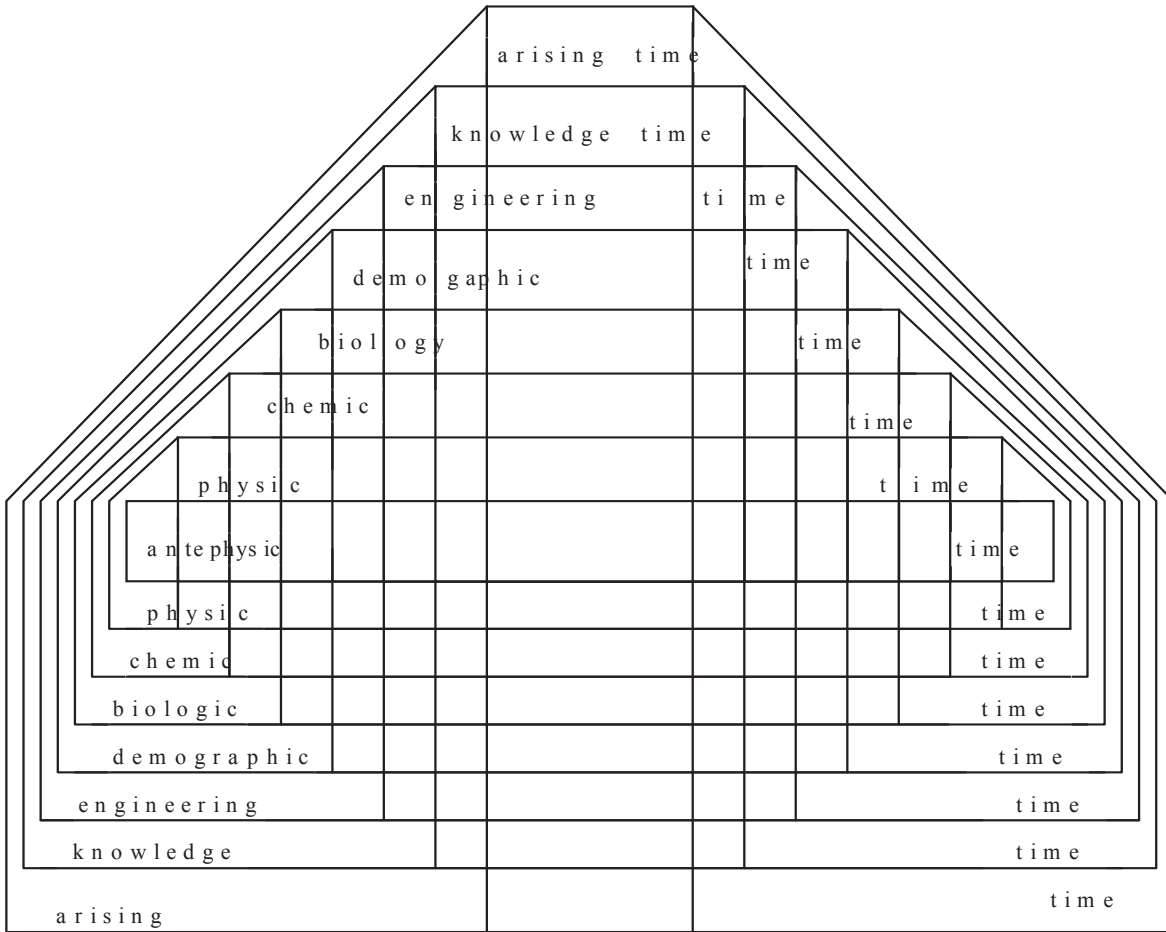 arising time
knowledge time
engineering time
demographic time
biology time
chemic time
physic time
antephysic time
physic time
chemic time
biologic time
demographic time
engineering time
knowledge time
arising time